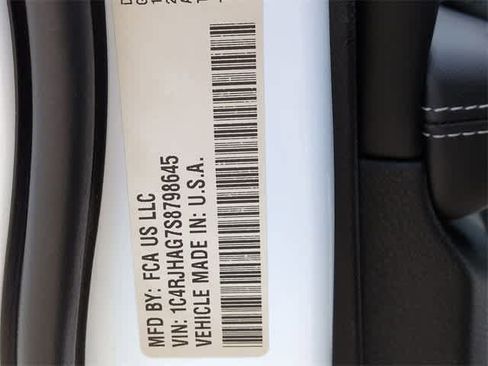 MFD BY: FCA US LLC
VIN: 1C4RJHAG7S8798645
VEHICLE MADE IN: U.S.A.